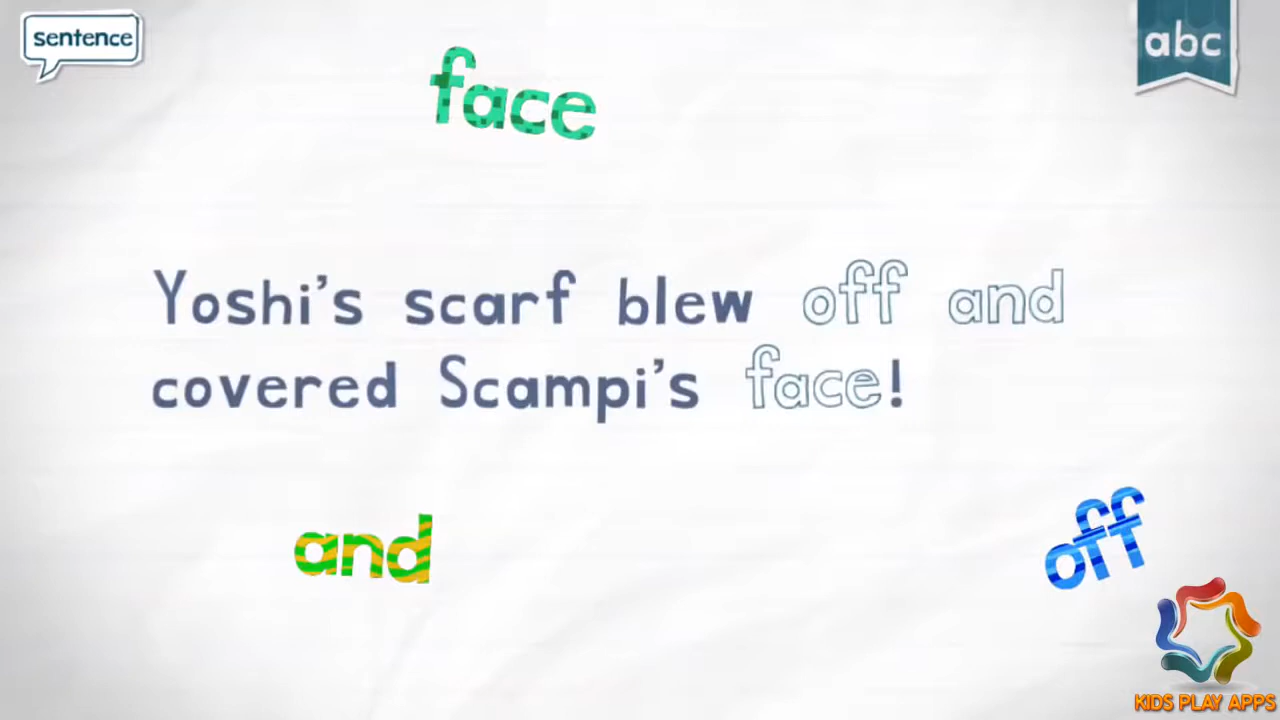 sentence
abc
face
Yoshi's scarf blew off and
covered Scampi's face!
and
off
KIDS PLAY APPS